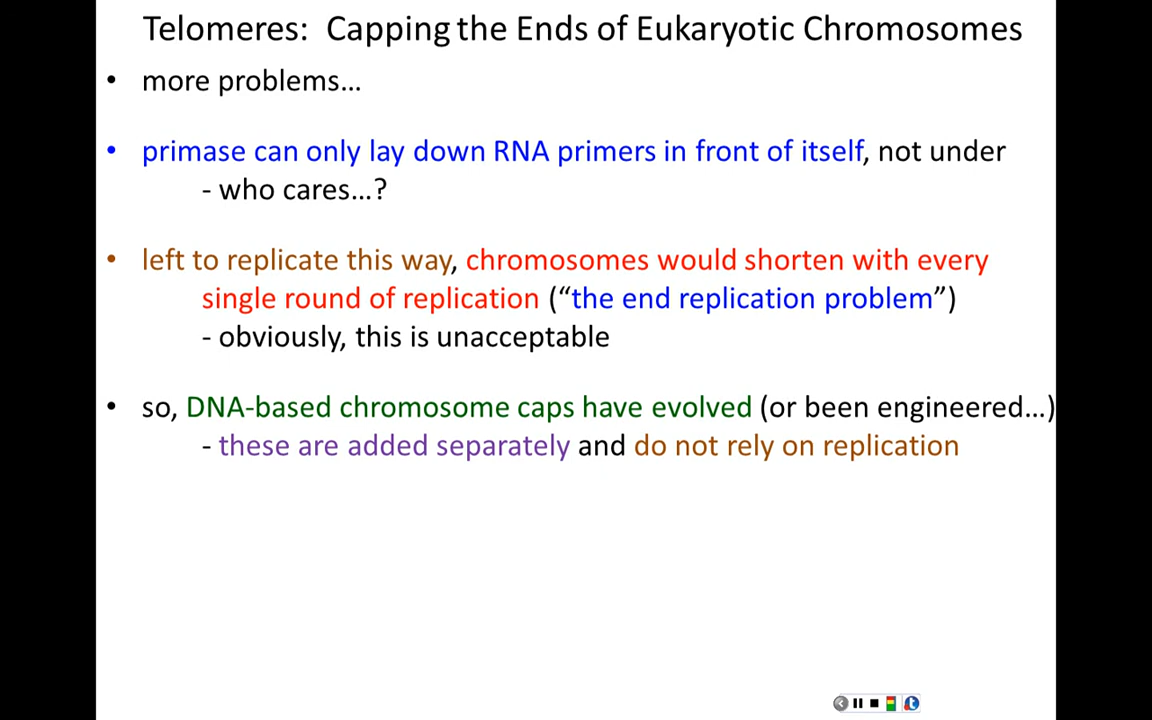 Telomeres: Capping the Ends of Eukaryotic Chromosomes
• more problems…
• primase can only lay down RNA primers in front of itself, not under
- who cares…?
• left to replicate this way, chromosomes would shorten with every
single round of replication (“the end replication problem”)
- obviously, this is unacceptable
• so, DNA-based chromosome caps have evolved (or been engineered…)
- these are added separately and do not rely on replication